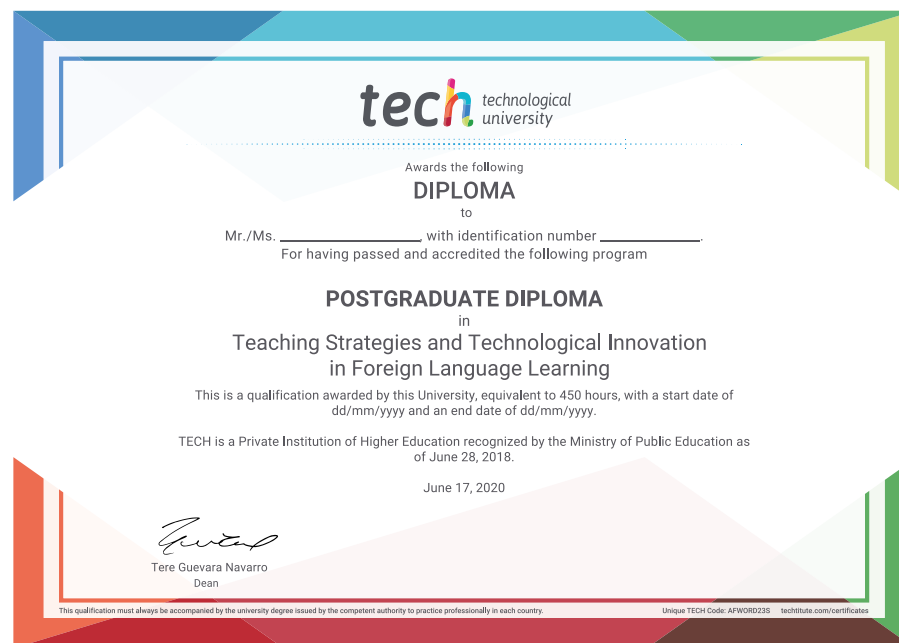 tech technological
university
Awards the following
DIPLOMA
to
Mr./Ms. ____________________, with identification number ______________.
For having passed and accredited the following program
POSTGRADUATE DIPLOMA
in
Teaching Strategies and Technological Innovation
in Foreign Language Learning
This is a qualification awarded by this University, equivalent to 450 hours, with a start date of
dd/mm/yyyy and an end date of dd/mm/yyyy.
TECH is a Private Institution of Higher Education recognized by the Ministry of Public Education as
of June 28, 2018.
June 17, 2020
Tere Guevara Navarro
Dean
This qualification must always be accompanied by the university degree issued by the competent authority to practice professionally in each country.
Unique TECH Code: AFWORD23S techtitute.com/certificates